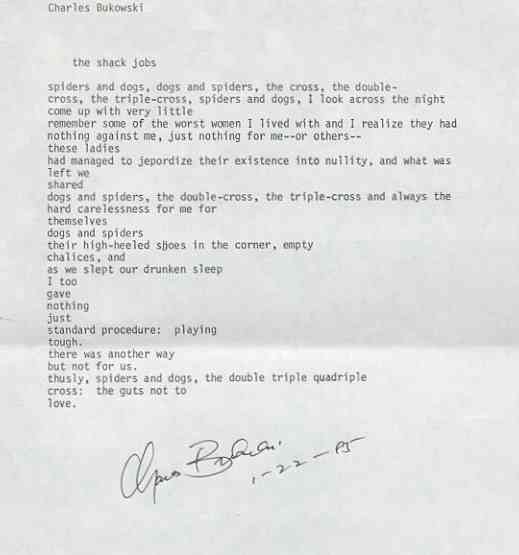 Charles Bukowski
the shack jobs
spiders and dogs, dogs and spiders, the cross, the double-
cross, the triple-cross, spiders and dogs, I look across the night
come up with very little
remember some of the worst women I lived with and I realize they had
nothing against me, just nothing for me--or others--
these ladies
had managed to jepordize their existence into nullity, and what was
left we
shared
dogs and spiders, the double-cross, the triple-cross and always the
hard carelessness for me for
themselves
dogs and spiders
their high-heeled shoes in the corner, empty
chalices, and
as we slept our drunken sleep
I too
gave
nothing
just
standard procedure:  playing
tough.
there was another way
but not for us.
thusly, spiders and dogs, the double triple quadriple
cross:  the guts not to
love.
Charles Bukowski
1-22-85